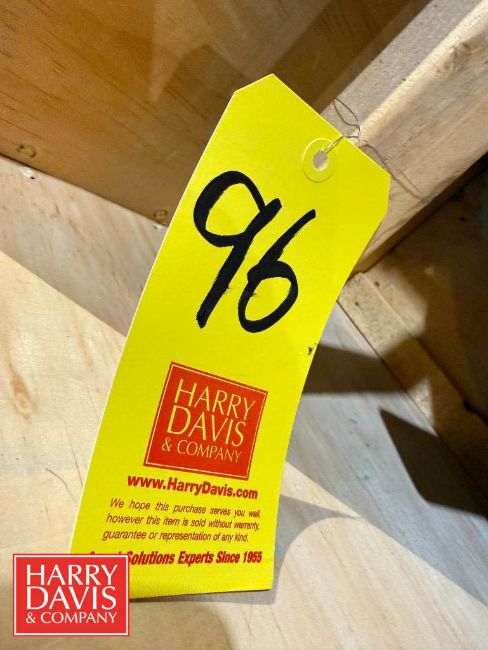 96
HARRY
DAVIS
& COMPANY
www.HarryDavis.com
We hope this purchase serves you well,
however this item is sold without warranty,
guarantee or representation of any kind.
Solutions Experts Since 1955
HARRY
DAVIS
& COMPANY